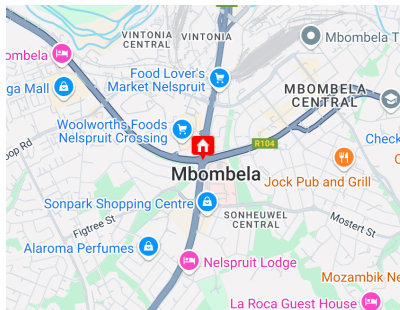 VINTONIA
CENTRAL
VINTONIA
Mbombela T
mbela
Food Lover's
Market Nelspruit
ga Mall
MBOMBELA
CENTRAL
Woolworths Foods
Nelspruit Crossing
R104
Check
oop Rd
Mbombela
Jock Pub and Grill
Sonpark Shopping Centre
SONHEUWEL
CENTRAL
Mostert St
Figtree St
Alaroma Perfumes
Nelspruit Lodge
Mozambik Ne
La Roca Guest House